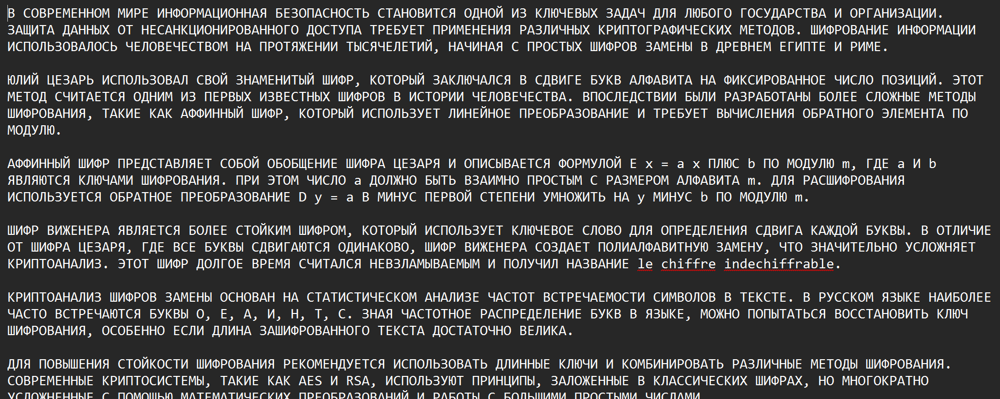 В СОВРЕМЕННОМ МИРЕ ИНФОРМАЦИОННАЯ БЕЗОПАСНОСТЬ СТАНОВИТСЯ ОДНОЙ ИЗ КЛЮЧЕВЫХ ЗАДАЧ ДЛЯ ЛЮБОГО ГОСУДАРСТВА И ОРГАНИЗАЦИИ.
ЗАЩИТА ДАННЫХ ОТ НЕСАНКЦИОНИРОВАННОГО ДОСТУПА ТРЕБУЕТ ПРИМЕНЕНИЯ РАЗЛИЧНЫХ КРИПТОГРАФИЧЕСКИХ МЕТОДОВ. ШИФРОВАНИЕ ИНФОРМАЦИИ
ИСПОЛЬЗОВАЛОСЬ ЧЕЛОВЕЧЕСТВОМ НА ПРОТЯЖЕНИИ ТЫСЯЧЕЛЕТИЙ, НАЧИНАЯ С ПРОСТЫХ ШИФРОВ ЗАМЕНЫ В ДРЕВНЕМ ЕГИПТЕ И РИМЕ.
ЮЛИЙ ЦЕЗАРЬ ИСПОЛЬЗОВАЛ СВОЙ ЗНАМЕНИТЫЙ ШИФР, КОТОРЫЙ ЗАКЛЮЧАЛСЯ В СДВИГЕ БУКВ АЛФАВИТА НА ФИКСИРОВАННОЕ ЧИСЛО ПОЗИЦИЙ. ЭТОТ
МЕТОД СЧИТАЕТСЯ ОДНИМ ИЗ ПЕРВЫХ ИЗВЕСТНЫХ ШИФРОВ В ИСТОРИИ ЧЕЛОВЕЧЕСТВА. ВПОСЛЕДСТВИИ БЫЛИ РАЗРАБОТАНЫ БОЛЕЕ СЛОЖНЫЕ МЕТОДЫ
ШИФРОВАНИЯ, ТАКИЕ КАК АФФИННЫЙ ШИФР, КОТОРЫЙ ИСПОЛЬЗУЕТ ЛИНЕЙНОЕ ПРЕОБРАЗОВАНИЕ И ТРЕБУЕТ ВЫЧИСЛЕНИЯ ОБРАТНОГО ЭЛЕМЕНТА ПО
МОДУЛЮ.
АФФИННЫЙ ШИФР ПРЕДСТАВЛЯЕТ СОБОЙ ОБОБЩЕНИЕ ШИФРА ЦЕЗАРЯ И ОПИСЫВАЕТСЯ ФОРМУЛОЙ E x = a x ПЛЮС b ПО МОДУЛЮ m, ГДЕ a И b
ЯВЛЯЮТСЯ КЛЮЧАМИ ШИФРОВАНИЯ. ПРИ ЭТОМ ЧИСЛО a ДОЛЖНО БЫТЬ ВЗАИМНО ПРОСТЫМ С РАЗМЕРОМ АЛФАВИТА m. ДЛЯ РАСШИФРОВАНИЯ
ИСПОЛЬЗУЕТСЯ ОБРАТНОЕ ПРЕОБРАЗОВАНИЕ D y = a В МИНУС ПЕРВОЙ СТЕПЕНИ УМНОЖИТЬ НА y МИНУС b ПО МОДУЛЮ m.
ШИФР ВИЖЕНЕРА ЯВЛЯЕТСЯ БОЛЕЕ СТОЙКИМ ШИФРОМ, КОТОРЫЙ ИСПОЛЬЗУЕТ КЛЮЧЕВОЕ СЛОВО ДЛЯ ОПРЕДЕЛЕНИЯ СДВИГА КАЖДОЙ БУКВЫ. В ОТЛИЧИЕ
ОТ ШИФРА ЦЕЗАРЯ, ГДЕ ВСЕ БУКВЫ СДВИГАЮТСЯ ОДИНАКОВО, ШИФР ВИЖЕНЕРА СОЗДАЕТ ПОЛИАЛФАВИТНУЮ ЗАМЕНУ, ЧТО ЗНАЧИТЕЛЬНО УСЛОЖНЯЕТ
КРИПТОАНАЛИЗ. ЭТОТ ШИФР ДОЛГОЕ ВРЕМЯ СЧИТАЛСЯ НЕВЗЛАМЫВАЕМЫМ И ПОЛУЧИЛ НАЗВАНИЕ le chiffre indechiffrable.
КРИПТОАНАЛИЗ ШИФРОВ ЗАМЕНЫ ОСНОВАН НА СТАТИСТИЧЕСКОМ АНАЛИЗЕ ЧАСТОТ ВСТРЕЧАЕМОСТИ СИМВОЛОВ В ТЕКСТЕ. В РУССКОМ ЯЗЫКЕ НАИБОЛЕЕ
ЧАСТО ВСТРЕЧАЮТСЯ БУКВЫ О, Е, А, И, Н, Т, С. ЗНАЯ ЧАСТОТНОЕ РАСПРЕДЕЛЕНИЕ БУКВ В ЯЗЫКЕ, МОЖНО ПОПЫТАТЬСЯ ВОССТАНОВИТЬ КЛЮЧ
ШИФРОВАНИЯ, ОСОБЕННО ЕСЛИ ДЛИНА ЗАШИФРОВАННОГО ТЕКСТА ДОСТАТОЧНО ВЕЛИКА.
ДЛЯ ПОВЫШЕНИЯ СТОЙКОСТИ ШИФРОВАНИЯ РЕКОМЕНДУЕТСЯ ИСПОЛЬЗОВАТЬ ДЛИННЫЕ КЛЮЧИ И КОМБИНИРОВАТЬ РАЗЛИЧНЫЕ МЕТОДЫ ШИФРОВАНИЯ.
СОВРЕМЕННЫЕ КРИПТОСИСТЕМЫ, ТАКИЕ КАК AES И RSA, ИСПОЛЬЗУЮТ ПРИНЦИПЫ, ЗАЛОЖЕННЫЕ В КЛАССИЧЕСКИХ ШИФРАХ, НО МНОГОКРАТНО
УСЛОЖНЕННЫЕ С ПОМОЩЬЮ МАТЕМАТИЧЕСКИХ ПРЕОБРАЗОВАНИЙ И РАБОТЫ С БОЛЬШИМИ ПРОСТЫМИ ЧИСЛАМИ